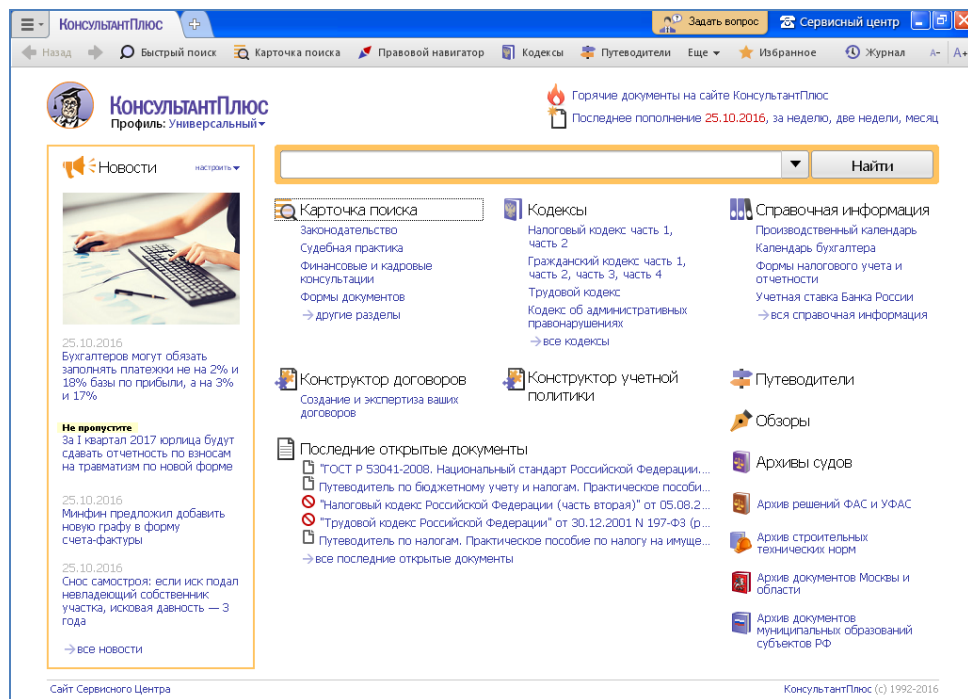 КонсультантПлюс
Задать вопрос
Сервисный центр
Назад
Быстрый поиск
Карточка поиска
Правовой навигатор
Кодексы
Путеводители
Еще
Избранное
Журнал
А-
А+
КонсультантПлюс
Профиль: Универсальный
Горячие документы на сайте КонсультантПлюс
Последнее пополнение 25.10.2016, за неделю, две недели, месяц
Новости
настроить
25.10.2016
Бухгалтеров могут обязать
заполнять платежки не на 2% и
18% базы по прибыли, а на 3%
и 17%
Не пропустите
За I квартал 2017 юрлица будут
сдавать отчетность по взносам
на травматизм по новой форме
25.10.2016
Минфин предложил добавить
новую графу в форму
счета-фактуры
25.10.2016
Снос самостроя: если иск подал
невладеющий собственник
участка, исковая давность — 3
года
все новости
Найти
Карточка поиска
Законодательство
Судебная практика
Финансовые и кадровые
консультации
Формы документов
другие разделы
Кодексы
Налоговый кодекс часть 1,
часть 2
Гражданский кодекс часть 1,
часть 2, часть 3, часть 4
Трудовой кодекс
Кодекс об административных
правонарушениях
все кодексы
Справочная информация
Производственный календарь
Календарь бухгалтера
Формы налогового учета и
отчетности
Учетная ставка Банка России
вся справочная информация
Конструктор договоров
Создание и экспертиза ваших
договоров
Конструктор учетной
политики
Последние открытые документы
"ГОСТ Р 53041-2008. Национальный стандарт Российской Федерации....
Путеводитель по бюджетному учету и налогам. Практическое пособи...
"Налоговый кодекс Российской Федерации (часть вторая)" от 05.08.2...
"Трудовой кодекс Российской Федерации" от 30.12.2001 N 197-ФЗ (р...
Путеводитель по налогам. Практическое пособие по налогу на имуще...
все последние открытые документы
Путеводители
Обзоры
Архивы судов
Архив решений ФАС и УФАС
Архив строительных
технических норм
Архив документов Москвы и
области
Архив документов
муниципальных образований
субъектов РФ
Сайт Сервисного Центра
КонсультантПлюс (c) 1992-2016